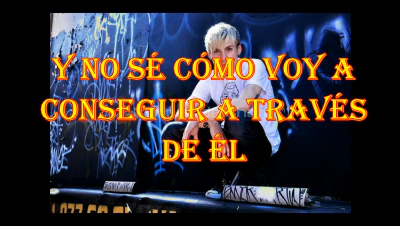 Y NO SÉ CÓMO VOY A
CONSEGUIR A TRAVÉS
DE ÉL